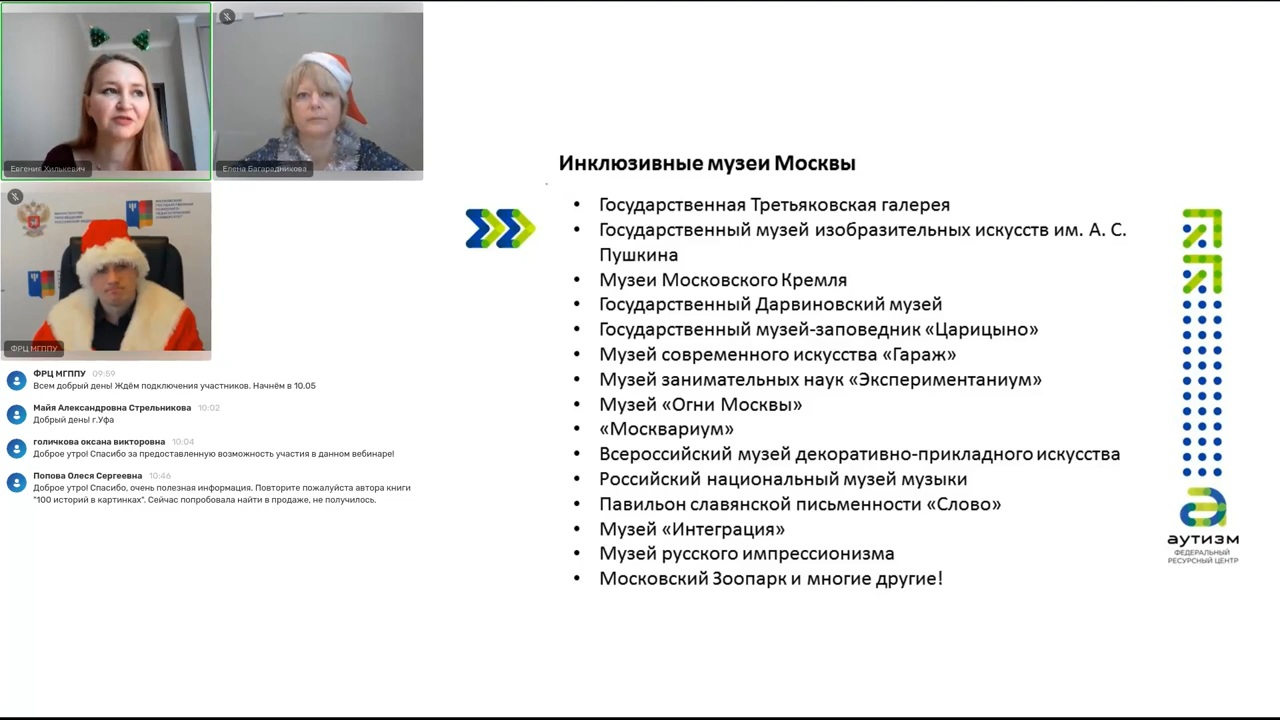 Евгения Хилькевич
Елена Багарадникова
ФРЦ МГППУ
ФРЦ МГППУ 09:59
Всем добрый день! Ждём подключения участников. Начнём в 10.05
Майя Александровна Стрельникова 10:02
Добрый день! г.Уфа
голичкова оксана викторовна 10:04
Доброе утро! Спасибо за предоставленную возможность участия в данном вебинаре!
Попова Олеся Сергеевна 10:46
Доброе утро! Спасибо, очень полезная информация. Повторите пожалуйста автора книги
"100 историй в картинках". Сейчас попробовала найти в продаже, не получилось.
Инклюзивные музеи Москвы
• Государственная Третьяковская галерея
• Государственный музей изобразительных искусств им. А. С.
Пушкина
• Музеи Московского Кремля
• Государственный Дарвиновский музей
• Государственный музей-заповедник «Царицыно»
• Музей современного искусства «Гараж»
• Музей занимательных наук «Экспериментаниум»
• Музей «Огни Москвы»
• «Москвариум»
• Всероссийский музей декоративно-прикладного искусства
• Российский национальный музей музыки
• Павильон славянской письменности «Слово»
• Музей «Интеграция»
• Музей русского импрессионизма
• Московский Зоопарк и многие другие!
аутизм
ФЕДЕРАЛЬНЫЙ
РЕСУРСНЫЙ ЦЕНТР